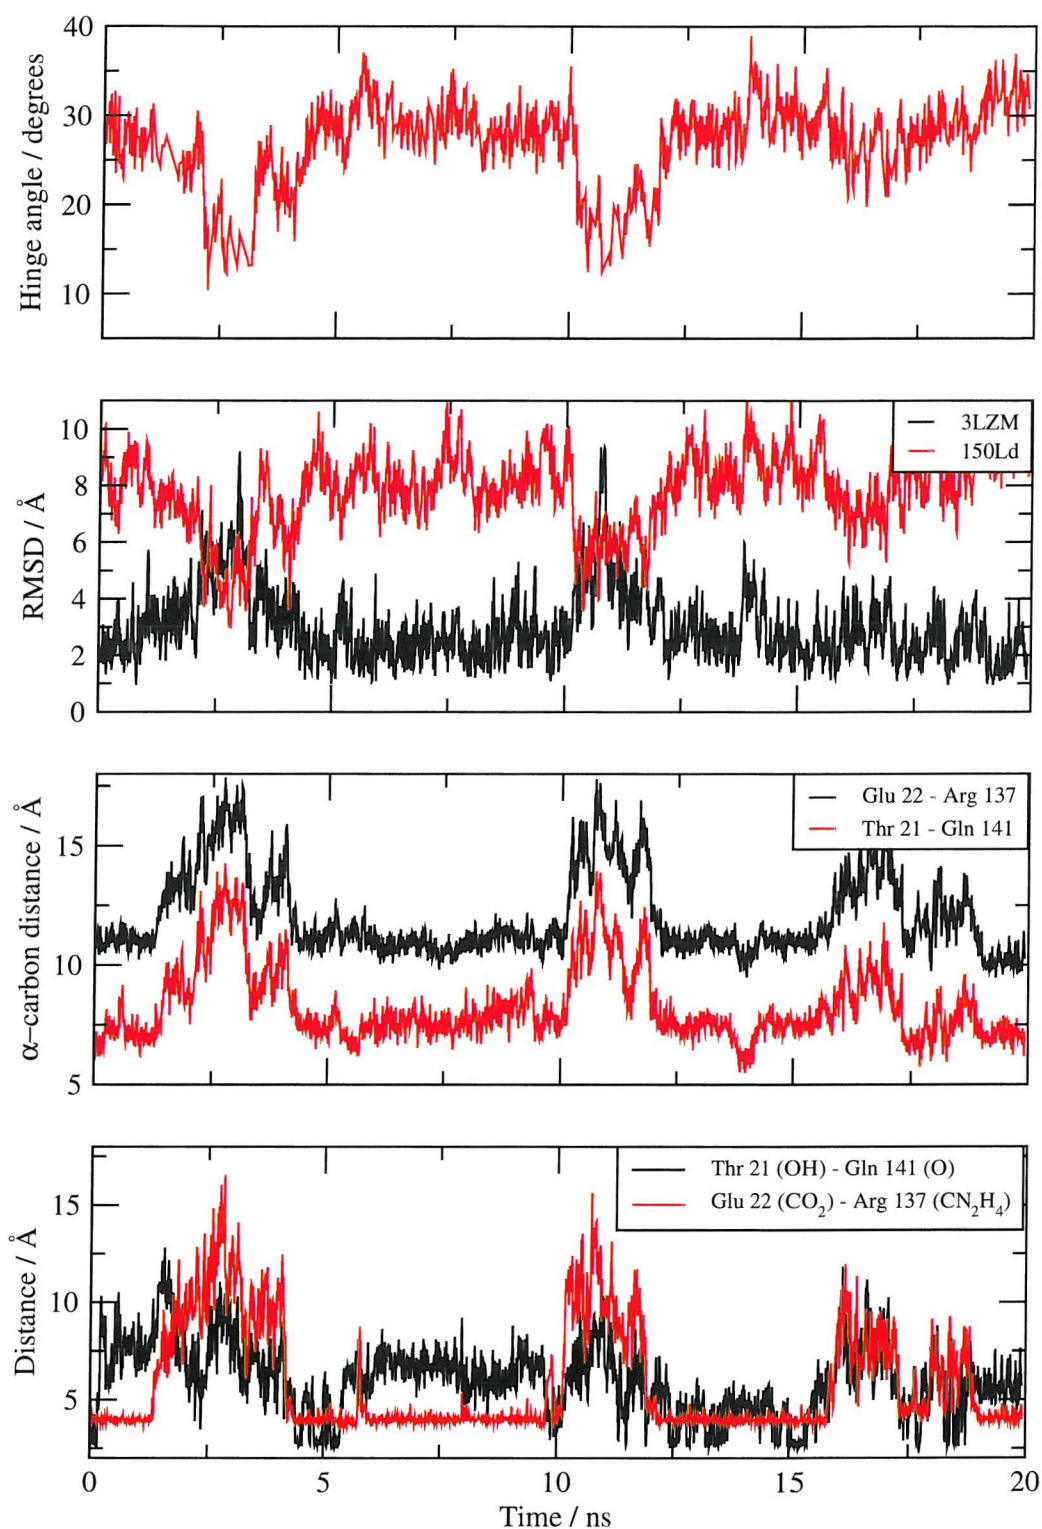 Hinge angle / degrees
40
30
20
10
RMSD / Å
10
8
6
4
2
0
3LZM
150Ld
α–carbon distance / Å
15
10
5
Glu 22 - Arg 137
Thr 21 - Gln 141
Distance / Å
15
10
5
Thr 21 (OH) - Gln 141 (O)
Glu 22 (CO2) - Arg 137 (CN2H4)
0 5 10 15 20
Time / ns